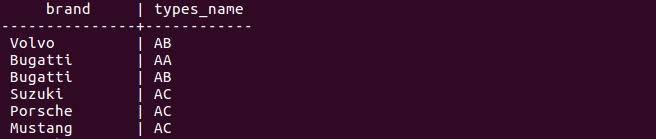 brand | types_name
---------------+------------
Volvo | AB
Bugatti | AA
Bugatti | AB
Suzuki | AC
Porsche | AC
Mustang | AC